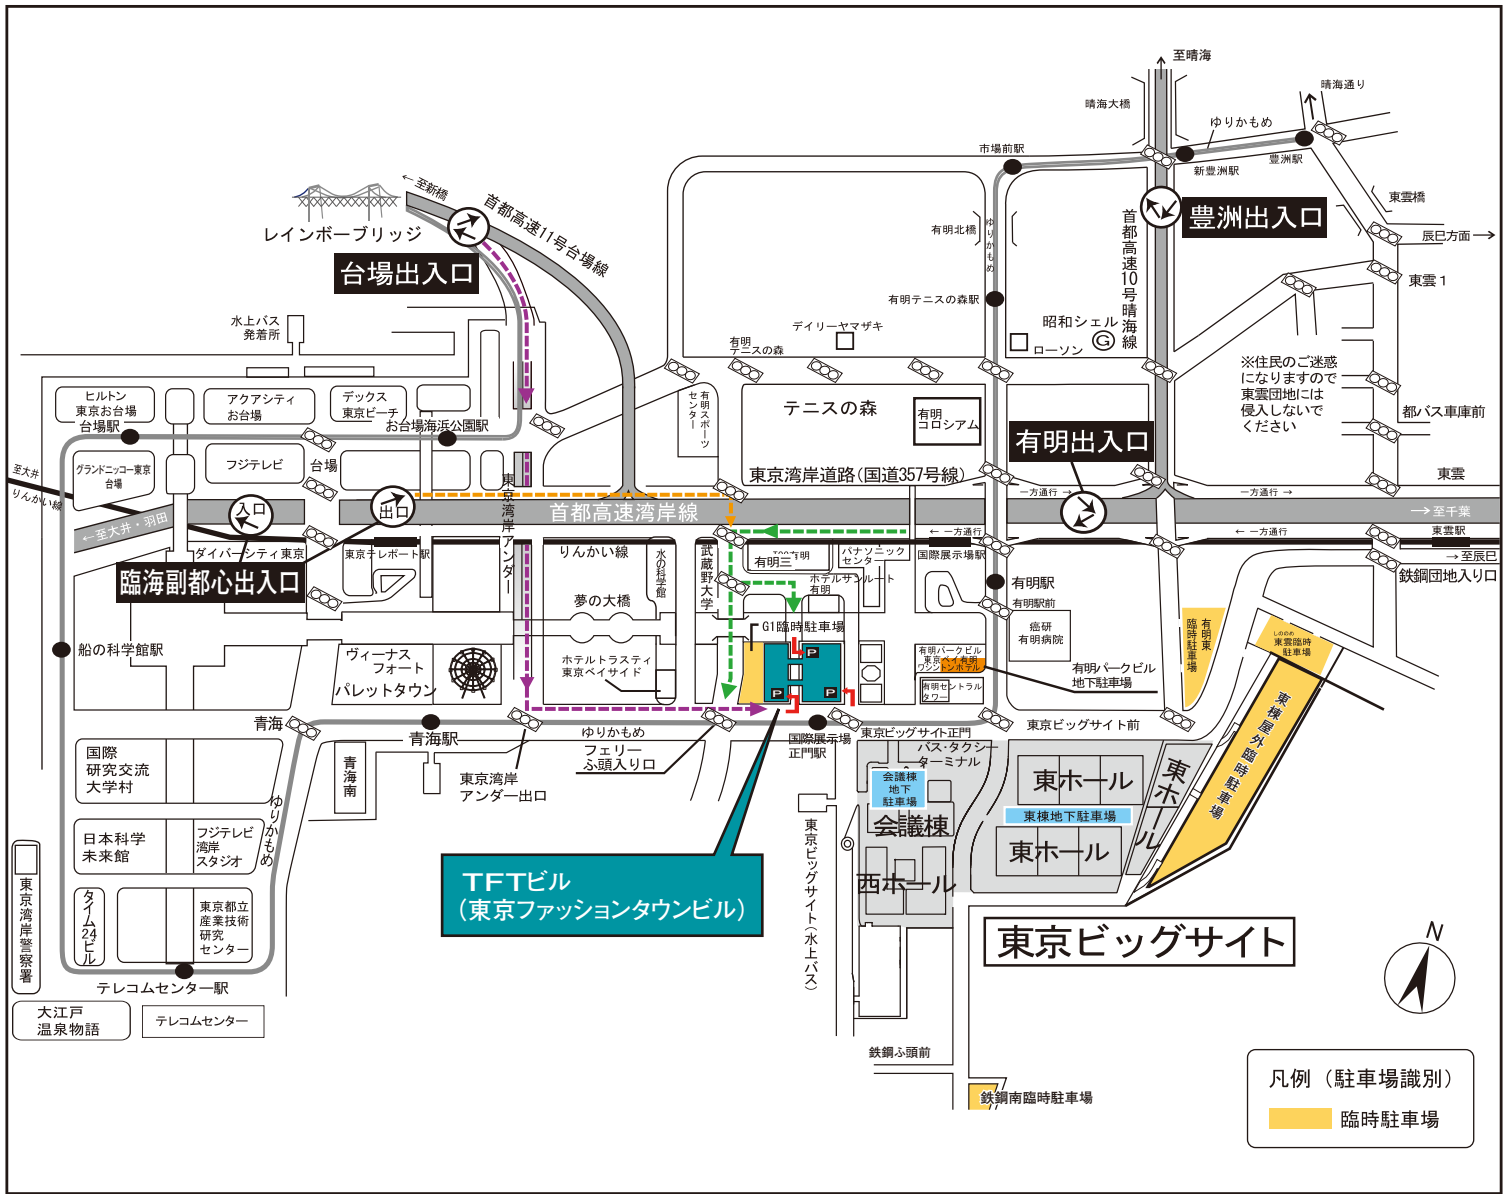 至晴海
晴海通り
晴海大橋
ゆりかもめ
市場前駅
新豊洲駅
豊洲駅
東雲橋
辰巳方面
豊洲出入口
←至新橋
首都高速11号台場線
レインボーブリッジ
台場出入口
有明北橋
ゆりかもめ
首都高速10号晴海線
東雲1
有明テニスの森駅
水上バス
発着所
デイリーヤマザキ
昭和シェル
G
ローソン
有明
テニスの森
※住民のご迷惑
になりますので
東雲団地には
侵入しないで
ください
ヒルトン
東京お台場
台場駅
アクアシティ
お台場
デックス
東京ビーチ
お台場海浜公園駅
有明スポーツ
センター
テニスの森
有明
コロシアム
都バス車庫前
有明出入口
至大井
りんかい線
グランドニッコー東京
台場
フジテレビ
台場
東京湾岸アンダー
東京湾岸道路(国道357号線)
東雲
一方通行→
一方通行→
入口
出口
首都高速湾岸線
→至千葉
←至大井・羽田
←一方通行
←一方通行
東雲駅
ダイバーシティ東京
東京テレポート駅
りんかい線
水の科学館
武蔵野大学
有明
パナソニック
センター
国際展示場駅
→至辰巳
臨海副都心出入口
ホテルサンルート
有明
有明駅
有明駅前
鉄鋼団地入り口
夢の大橋
G1臨時駐車場
癌研
有明病院
有明東
臨時駐車場
しののめ
東雲臨時
駐車場
船の科学館駅
ヴィーナス
フォート
パレットタウン
ホテルトラスティ
東京ベイサイド
P
P
P
有明パークビル
東京ベイ有明
ワシントンホテル
有明セントラル
タワー
有明パークビル
地下駐車場
東棟屋外臨時駐車場
青海
青海駅
ゆりかもめ
国際展示場
正門駅
東京ビッグサイト正門
東京ビッグサイト前
バス・タクシー
ターミナル
国際
研究交流
大学村
青海南
東京湾岸
アンダー出口
フェリー
ふ頭入り口
会議棟
地下
駐車場
会議棟
東ホール
東棟地下駐車場
東ホール
東ホール
ゆりかもめ
日本科学
未来館
フジテレビ
湾岸
スタジオ
東京ビッグサイト(水上バス)
西ホール
東京湾岸警察署
タイム24ビル
東京都立
産業技術
研究
センター
TFTビル
(東京ファッションタウンビル)
東京ビッグサイト
N
テレコムセンター駅
大江戸
温泉物語
テレコムセンター
鉄鋼ふ頭前
鉄鋼南臨時駐車場
凡例(駐車場識別)
臨時駐車場